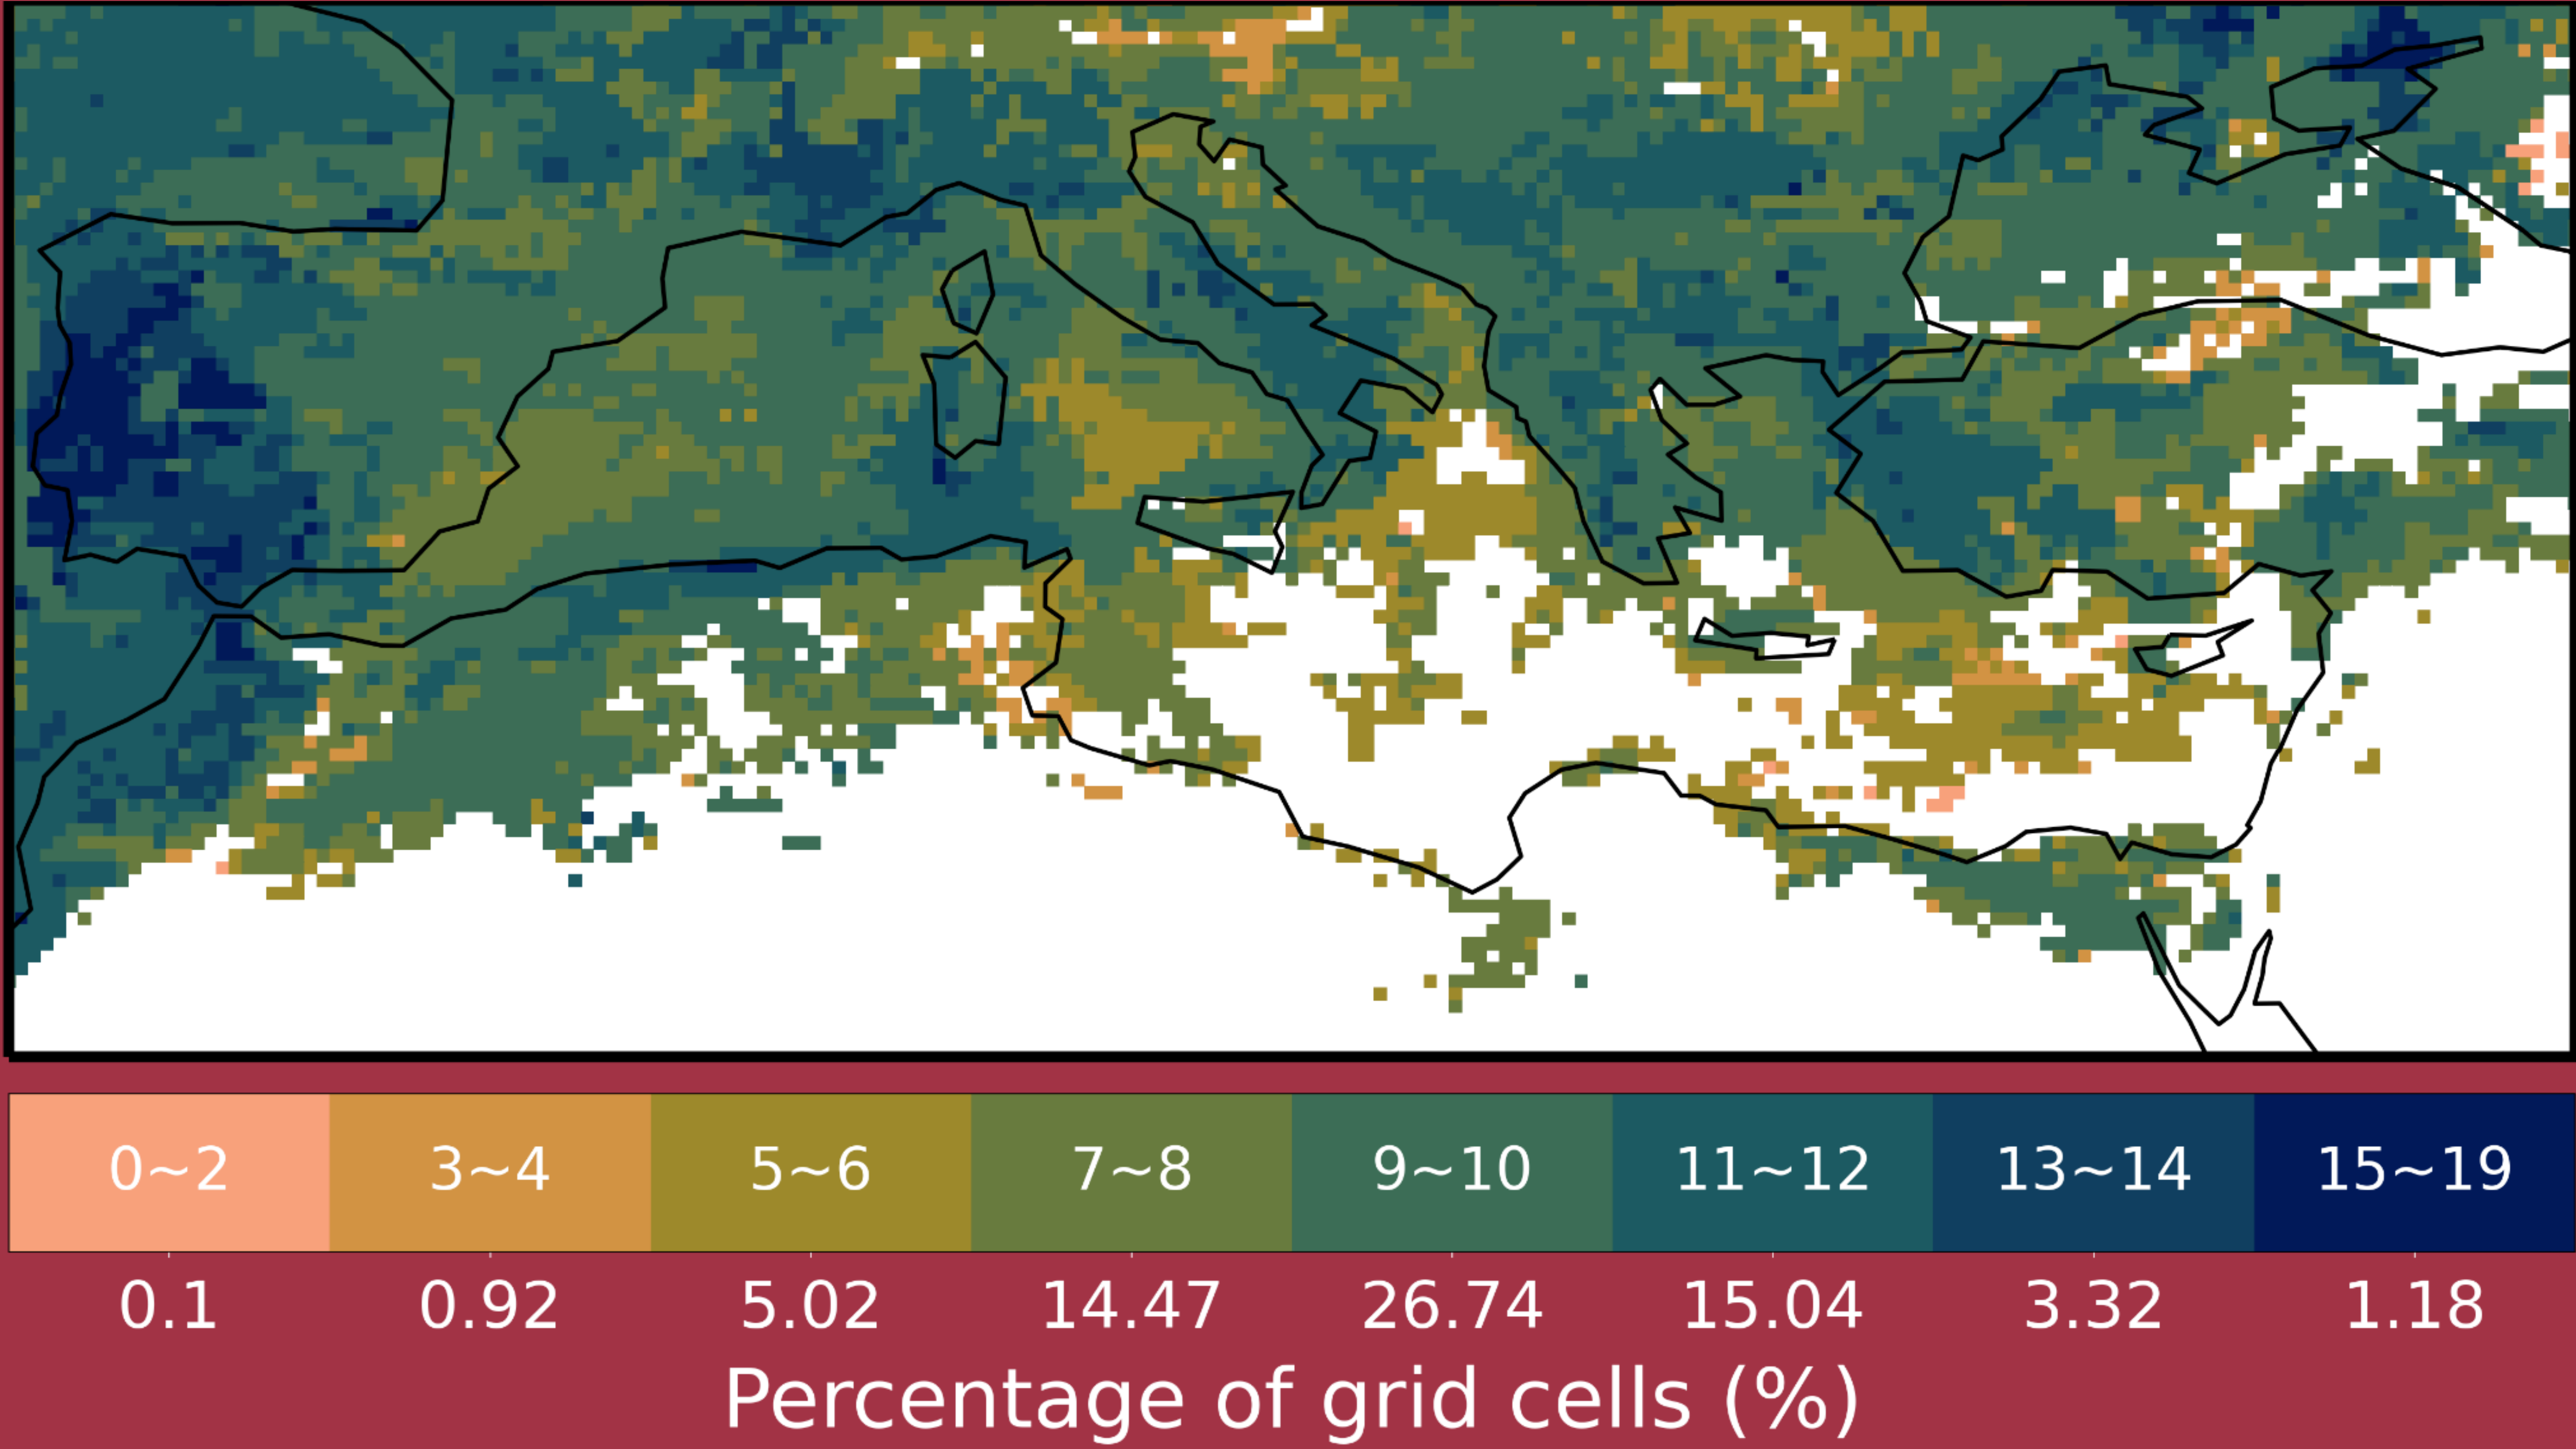 0~2 3~4 5~6 7~8 9~10 11~12 13~14 15~19
0.1 0.92 5.02 14.47 26.74 15.04 3.32 1.18
Percentage of grid cells (%)